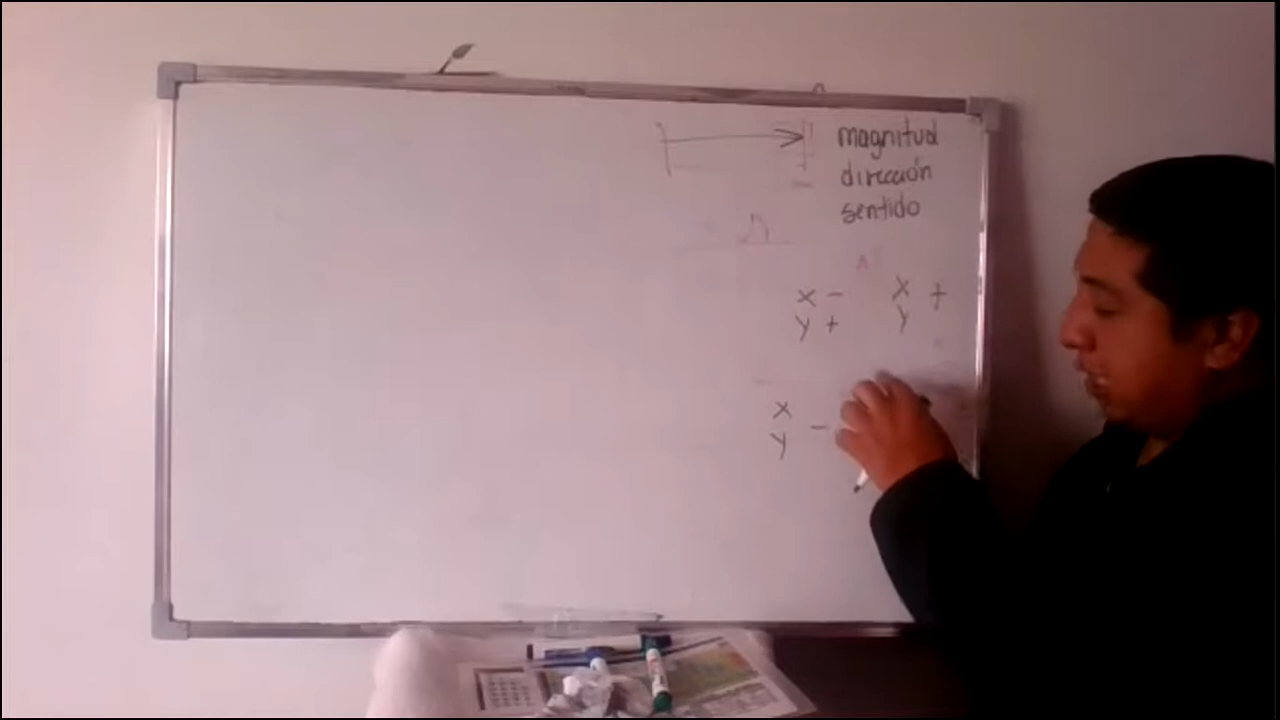 magnitud
dirección
sentido
x - x +
y + y
x
y -